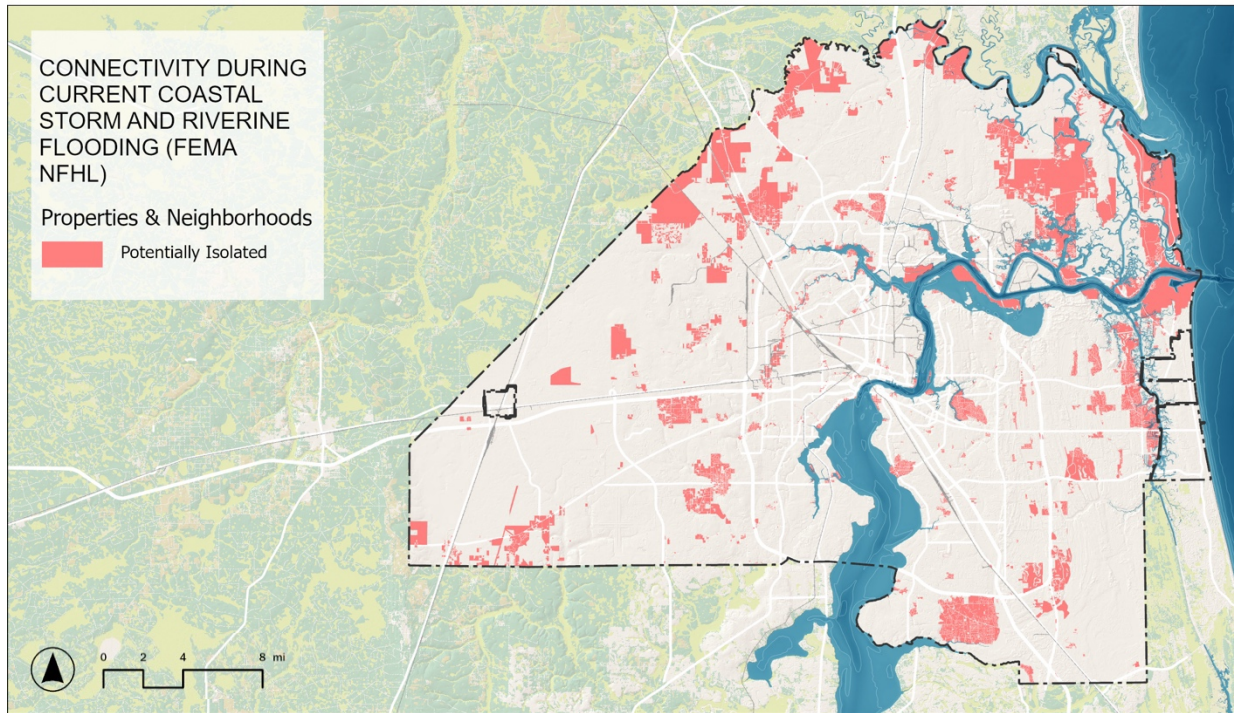 CONNECTIVITY DURING
CURRENT COASTAL
STORM AND RIVERINE
FLOODING (FEMA
NFHL)
Properties & Neighborhoods
Potentially Isolated
0 2 4 8 mi